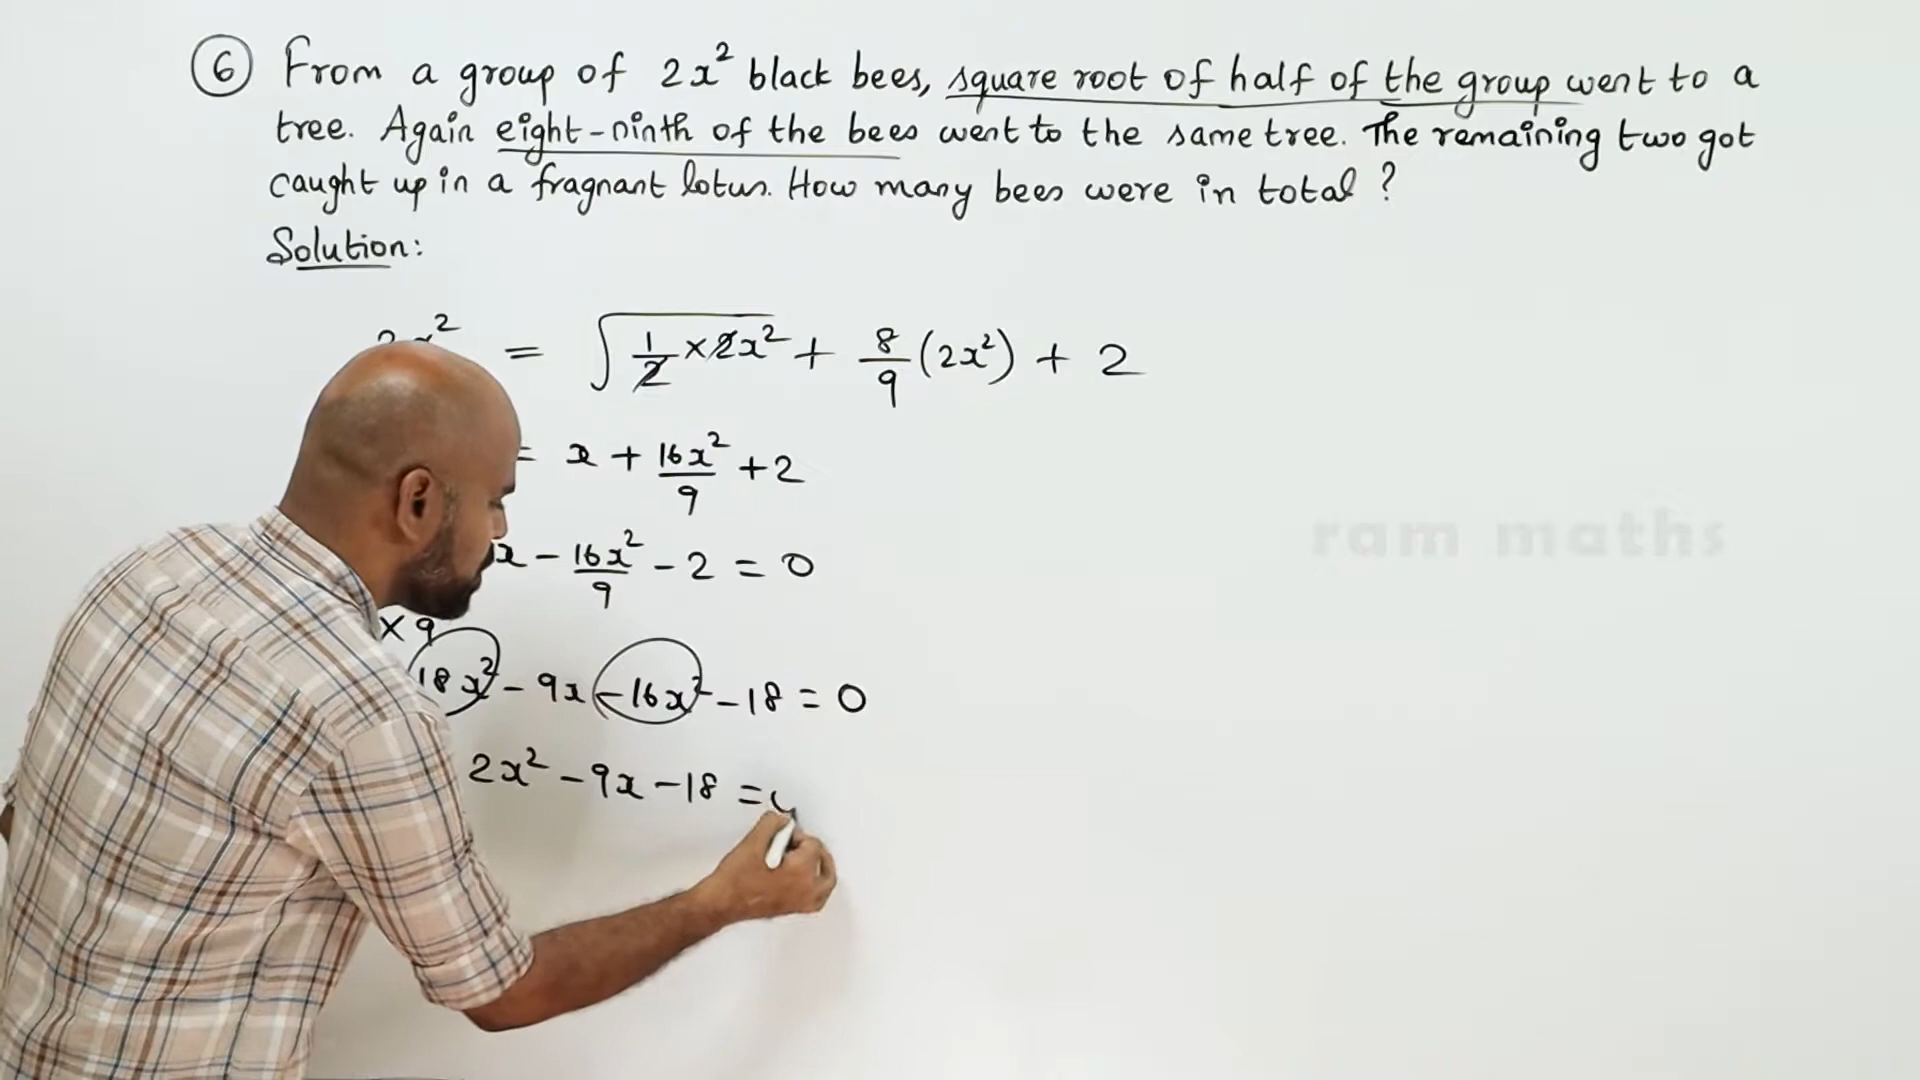 6 From a group of 2x² black bees, square root of half of the group went to a
tree. Again eight-ninth of the bees went to the same tree. The remaining two got
caught up in a fragnant lotus. How many bees were in total ?
Solution:
x² = √(1/2 × 2x²) + 8/9 (2x²) + 2
= x + 16x²/9 + 2
x - 16x²/9 - 2 = 0
× 9
18x² - 9x - 16x² - 18 = 0
2x² - 9x - 18 =
ram maths